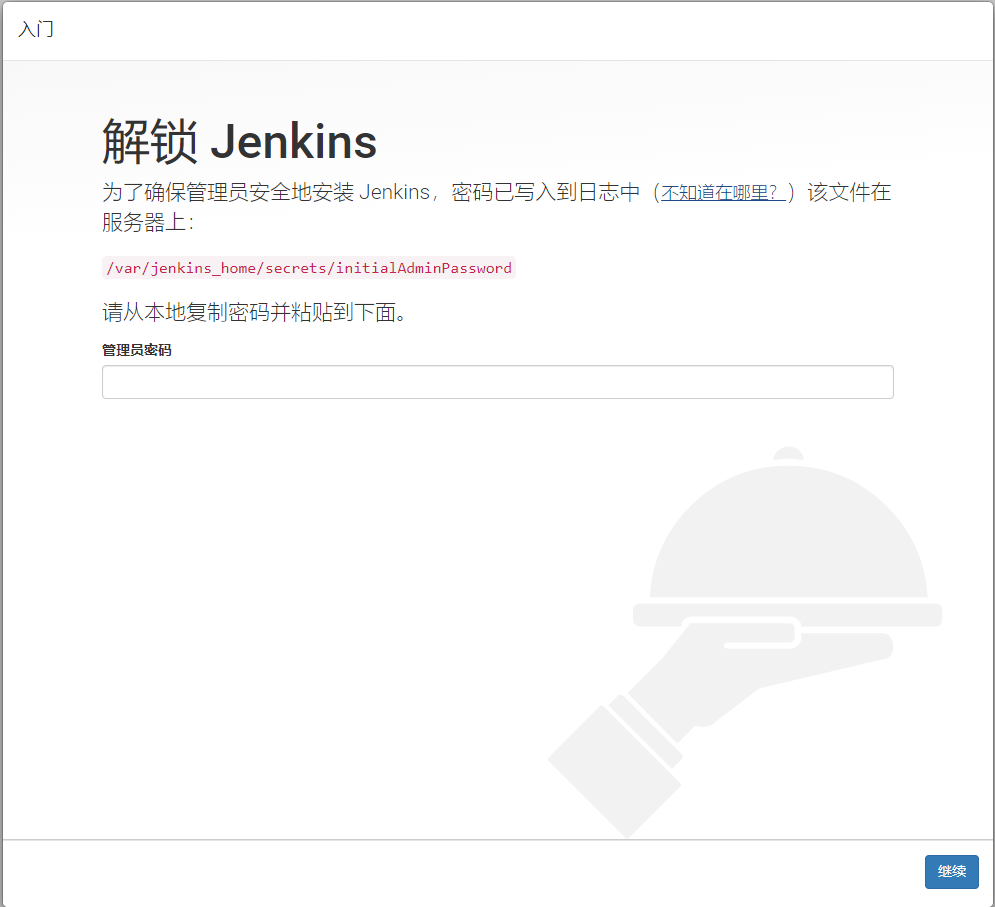 入门
解锁 Jenkins
为了确保管理员安全地安装 Jenkins，密码已写入到日志中（不知道在哪里？）该文件在
服务器上：
/var/jenkins_home/secrets/initialAdminPassword
请从本地复制密码并粘贴到下面。
管理员密码
继续